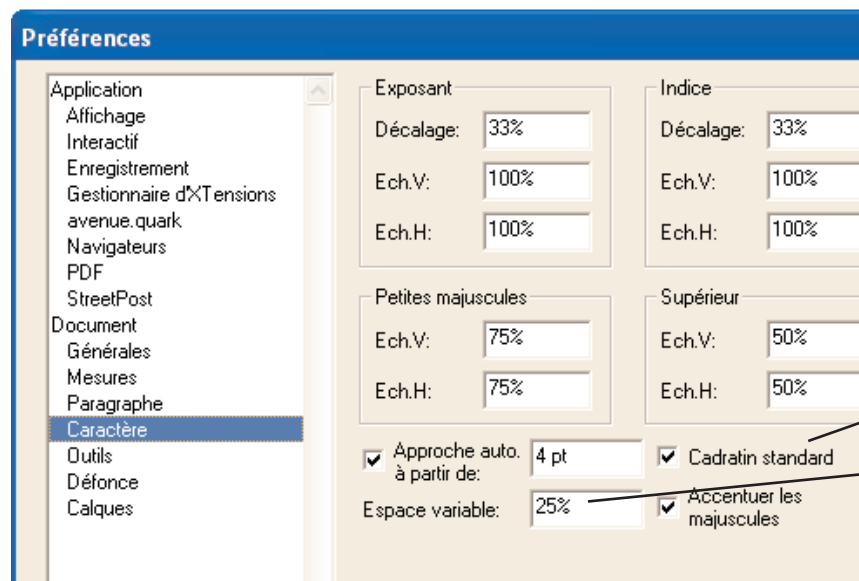 Préférences
Application
Affichage
Interactif
Enregistrement
Gestionnaire d'XTensions
avenue.quark
Navigateurs
PDF
StreetPost
Document
Générales
Mesures
Paragraphe
Caractère
Outils
Défonce
Calques
Exposant
Décalage: 33%
Ech.V: 100%
Ech.H: 100%
Indice
Décalage: 33%
Ech.V: 100%
Ech.H: 100%
Petites majuscules
Ech.V: 75%
Ech.H: 75%
Supérieur
Ech.V: 50%
Ech.H: 50%
Approche auto.
à partir de: 4 pt
Cadratin standard
Espace variable: 25%
Accentuer les
majuscules